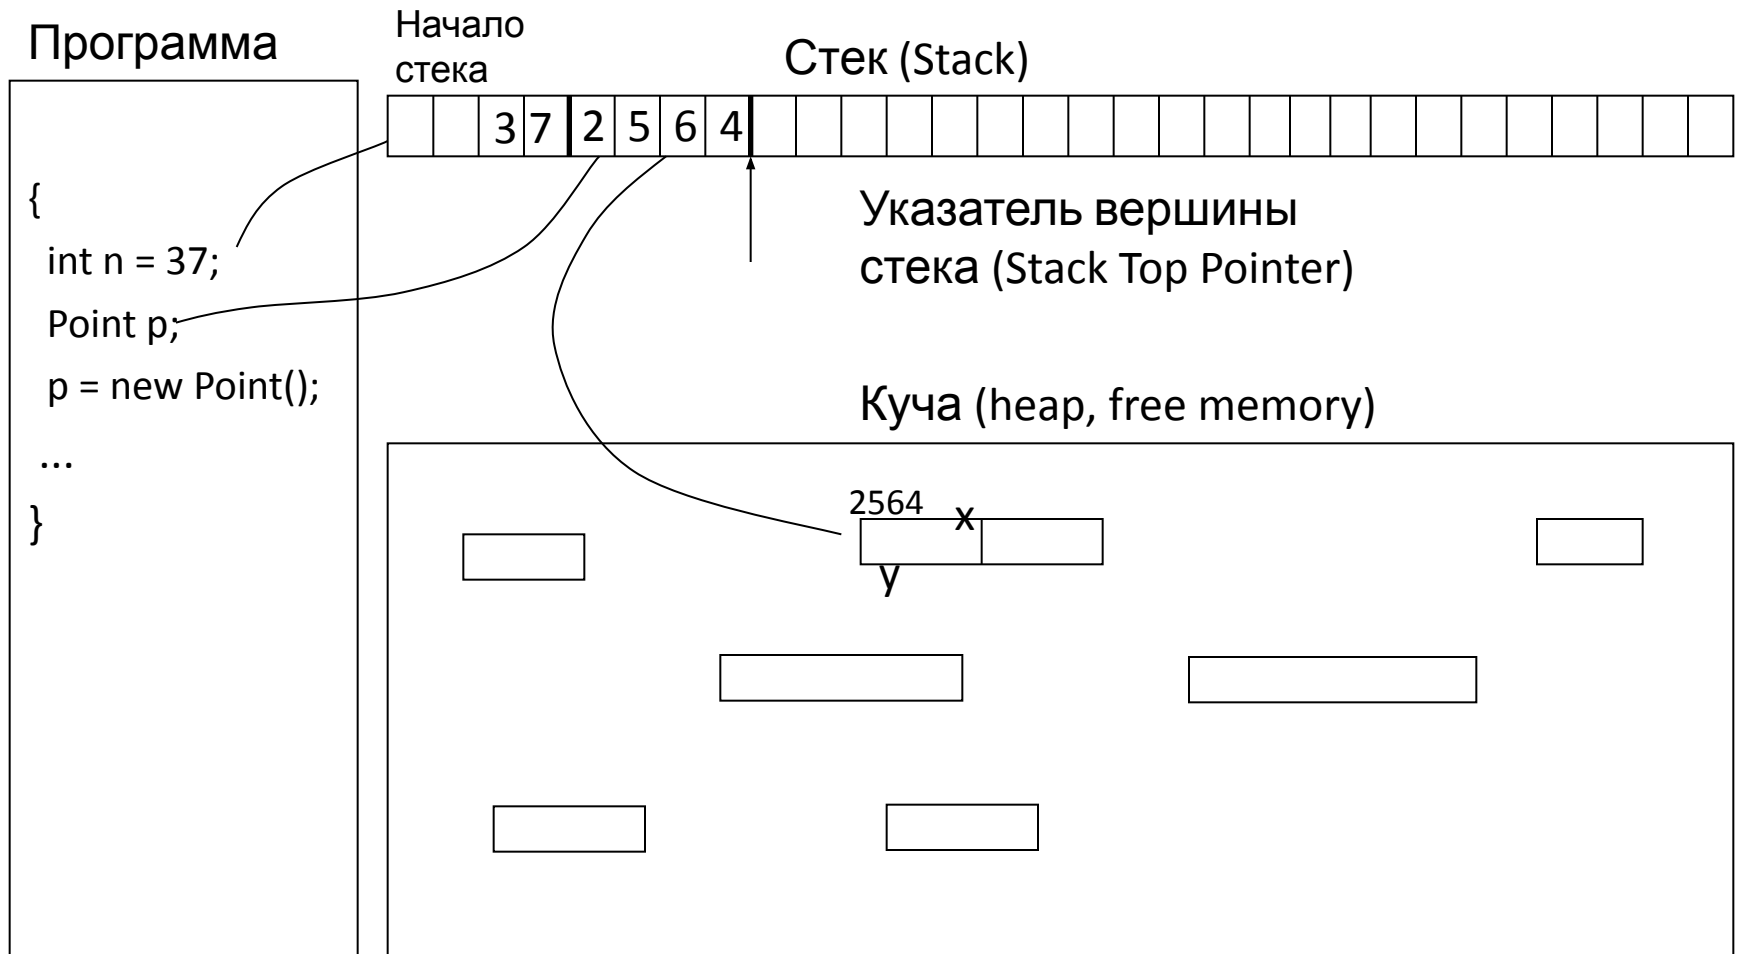 Программа
Начало
стека
Стек (Stack)
3 7 2 5 6 4
{
int n = 37;
Point p;
p = new Point();
...
}
Указатель вершины
стека (Stack Top Pointer)
Куча (heap, free memory)
2564
x
y